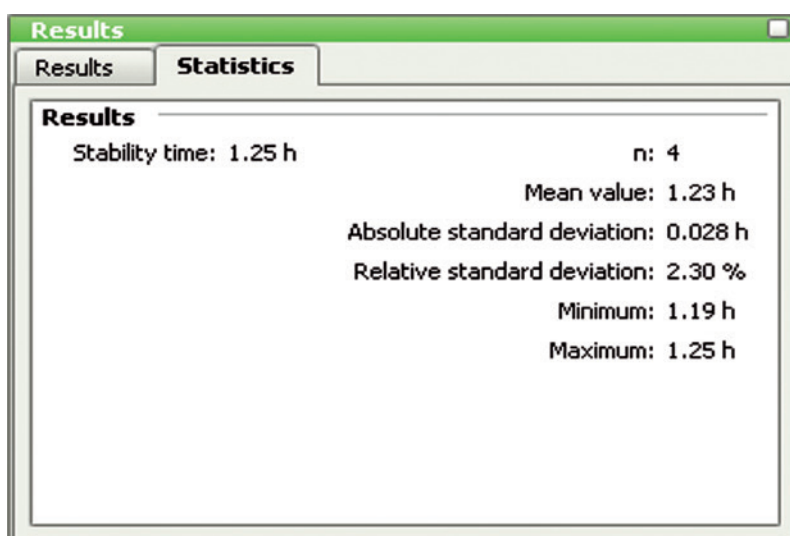 Results
Results Statistics
Results
Stability time: 1.25 h n: 4
Mean value: 1.23 h
Absolute standard deviation: 0.028 h
Relative standard deviation: 2.30 %
Minimum: 1.19 h
Maximum: 1.25 h